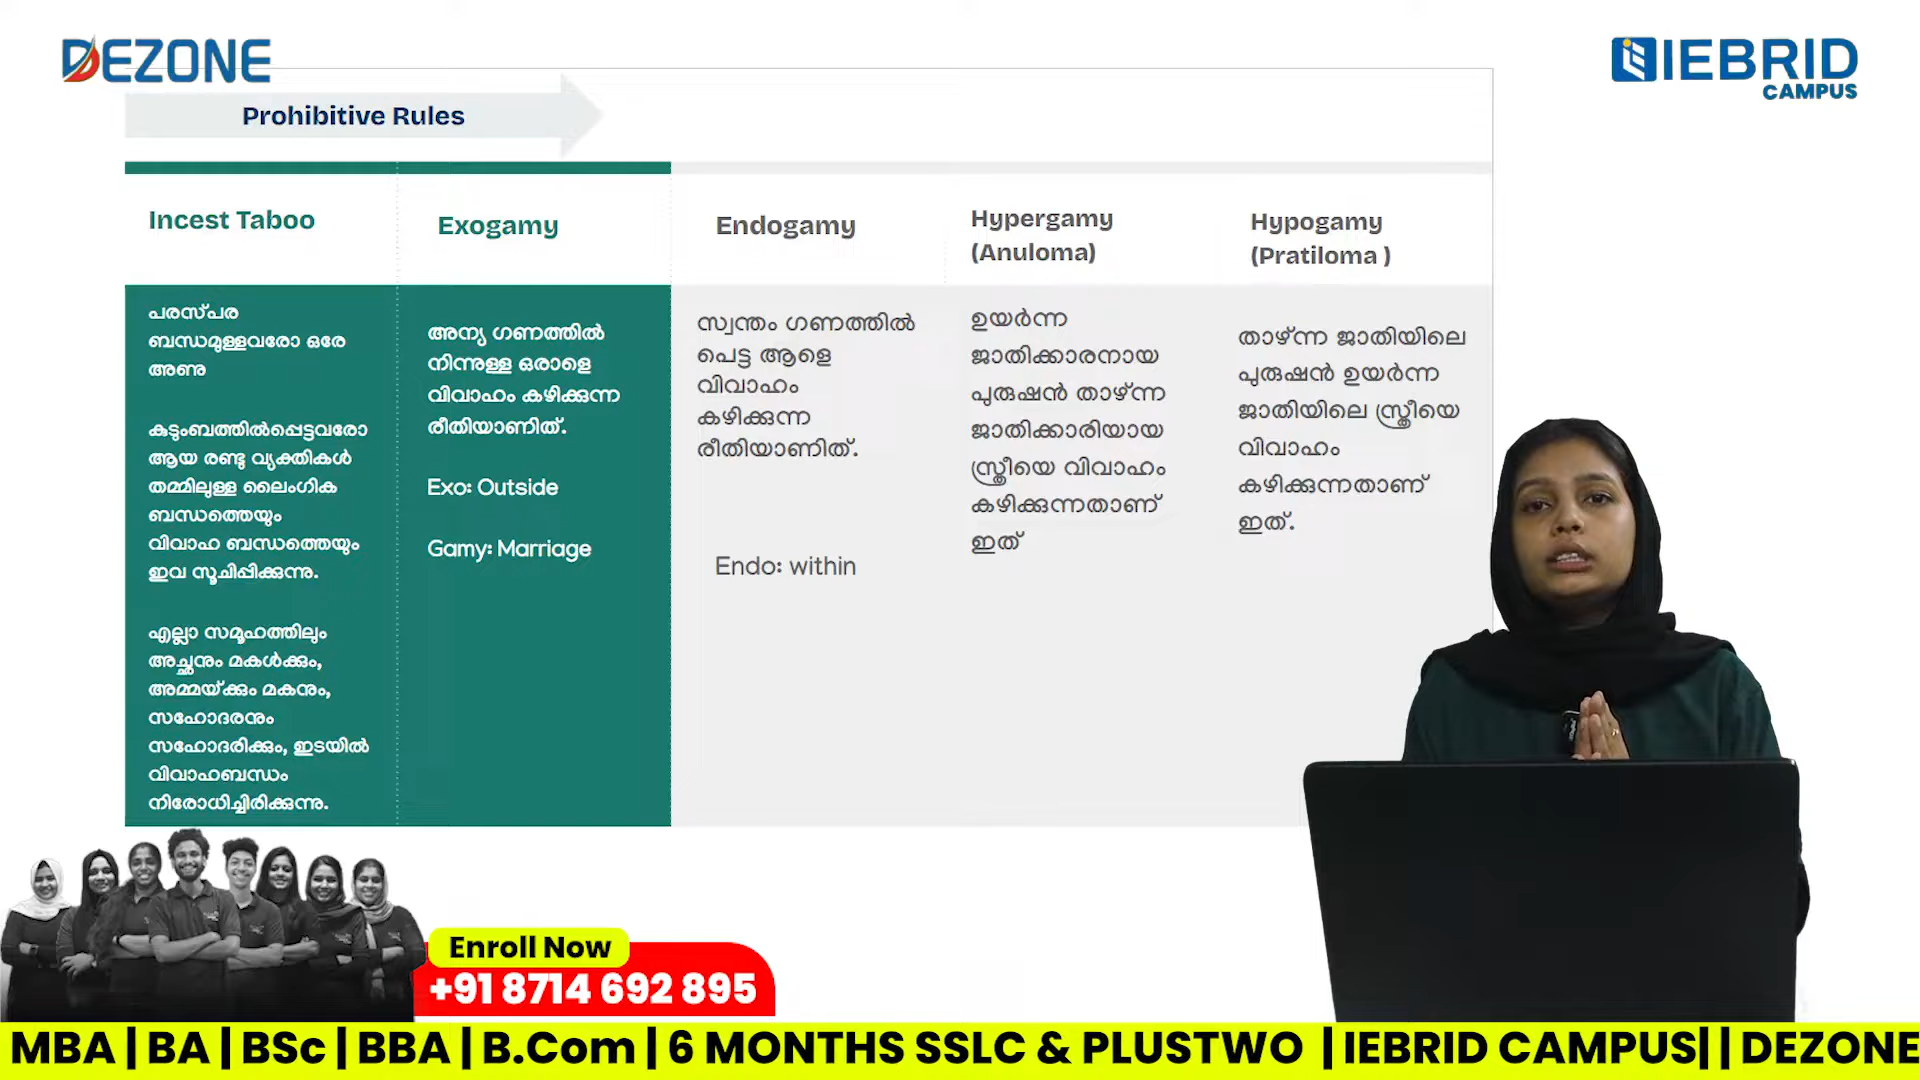 DEZONE
IEBRID
CAMPUS
Prohibitive Rules
Incest Taboo
പരസ്പര
ബന്ധമുള്ളവരോ ഒരേ
അണു
കുടുംബത്തിൽപ്പെട്ടവരോ
ആയ രണ്ടു വ്യക്തികൾ
തമ്മിലുള്ള ലൈംഗിക
ബന്ധത്തെയും
വിവാഹ ബന്ധത്തെയും
ഇവ സൂചിപ്പിക്കുന്നു.
എല്ലാ സമൂഹത്തിലും
അച്ഛനും മകൾക്കും,
അമ്മയ്ക്കും മകനും,
സഹോദരനും
സഹോദരിക്കും, ഇടയിൽ
വിവാഹബന്ധം
നിരോധിച്ചിരിക്കുന്നു.
Exogamy
അന്യ ഗണത്തിൽ
നിന്നുള്ള ഒരാളെ
വിവാഹം കഴിക്കുന്ന
രീതിയാണിത്.
Exo: Outside
Gamy: Marriage
Endogamy
സ്വന്തം ഗണത്തിൽ
പെട്ട ആളെ
വിവാഹം
കഴിക്കുന്ന
രീതിയാണിത്.
Endo: within
Hypergamy
(Anuloma)
ഉയർന്ന
ജാതിക്കാരനായ
പുരുഷൻ താഴ്ന്ന
ജാതിക്കാരിയായ
സ്ത്രീയെ വിവാഹം
കഴിക്കുന്നതാണ്
ഇത്
Hypogamy
(Pratiloma )
താഴ്ന്ന ജാതിയിലെ
പുരുഷൻ ഉയർന്ന
ജാതിയിലെ സ്ത്രീയെ
വിവാഹം
കഴിക്കുന്നതാണ്
ഇത്.
Enroll Now
+91 8714 692 895
MBA | BA | BSc | BBA | B.Com | 6 MONTHS SSLC & PLUSTWO | IEBRID CAMPUS| | DEZONE